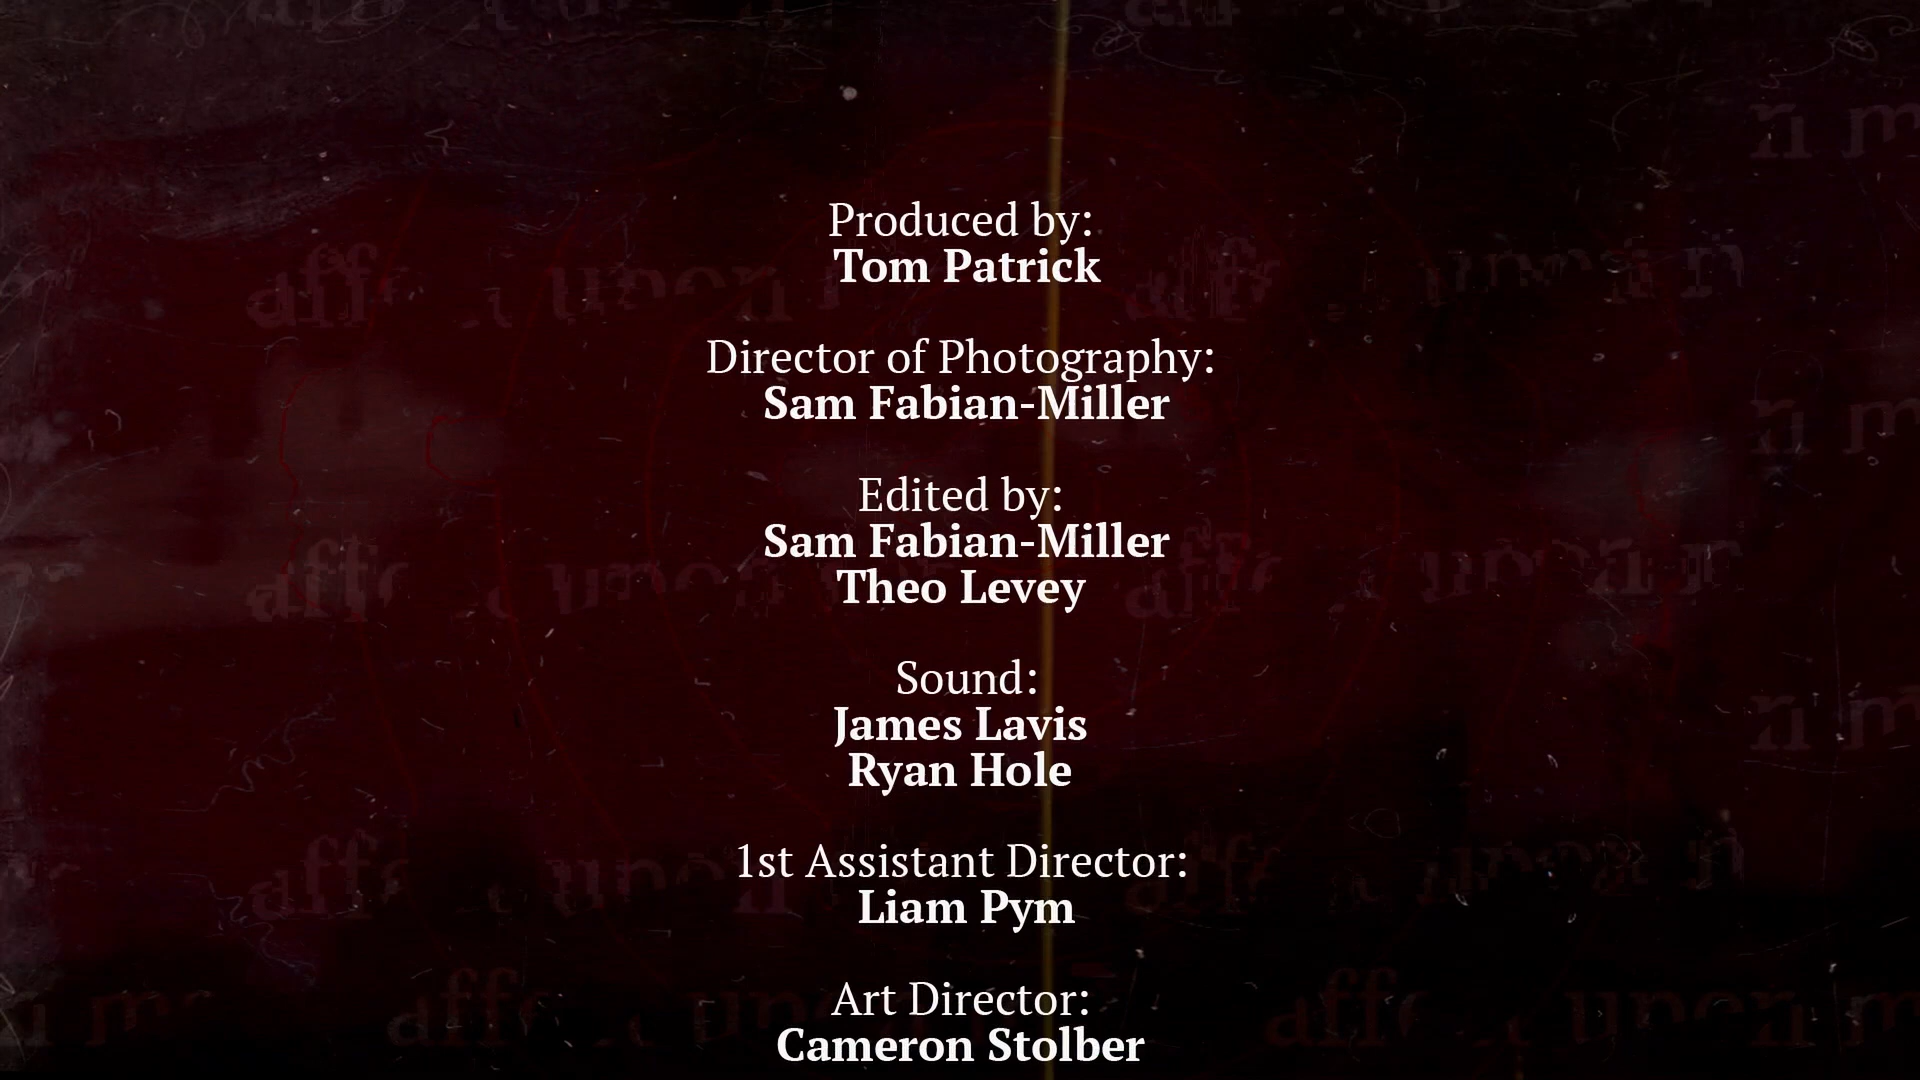 Produced by:
Tom Patrick
Director of Photography:
Sam Fabian-Miller
Edited by:
Sam Fabian-Miller
Theo Levey
Sound:
James Lavis
Ryan Hole
1st Assistant Director:
Liam Pym
Art Director:
Cameron Stolber